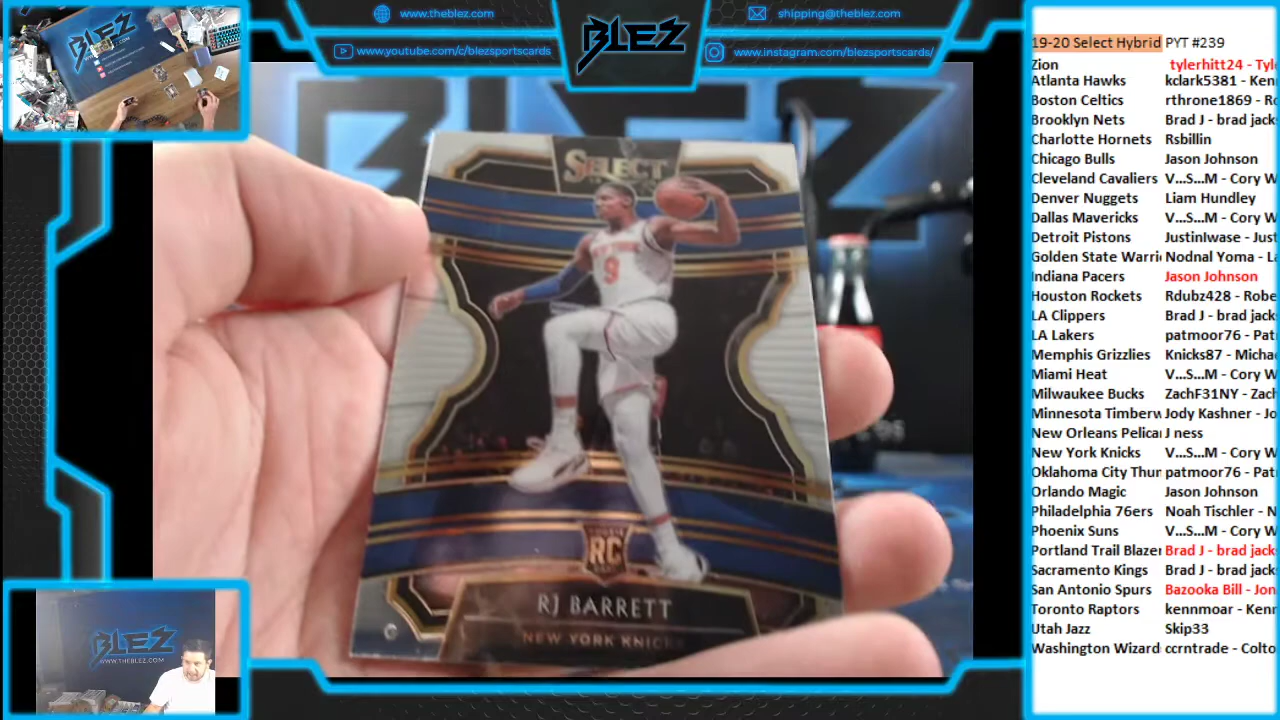 www.theblez.com
www.youtube.com/c/blezsportscards
BLEZ
shipping@theblez.com
www.instagram.com/blezsportscards/
BLEZ
SELECT
9
RC
RJ BARRETT
NEW YORK KNICKS
BLEZ
WWW.THEBLEZ.COM
19-20 Select Hybrid PYT #239
Zion tylerhitt24 - Tyl
Atlanta Hawks kclark5381 - Ken
Boston Celtics rthrone1869 - R
Brooklyn Nets Brad J - brad jack
Charlotte Hornets Rsbillin
Chicago Bulls Jason Johnson
Cleveland Cavaliers V...S...M - Cory W
Denver Nuggets Liam Hundley
Dallas Mavericks V...S...M - Cory W
Detroit Pistons JustinIwase - Just
Golden State Warri Nodnal Yoma - La
Indiana Pacers Jason Johnson
Houston Rockets Rdubz428 - Robe
LA Clippers Brad J - brad jack
LA Lakers patmoor76 - Pat
Memphis Grizzlies Knicks87 - Micha
Miami Heat V...S...M - Cory W
Milwaukee Bucks ZachF31NY - Zach
Minnesota Timberw Jody Kashner - Jo
New Orleans Pelica J ness
New York Knicks V...S...M - Cory W
Oklahoma City Thun patmoor76 - Pat
Orlando Magic Jason Johnson
Philadelphia 76ers Noah Tischler - N
Phoenix Suns V...S...M - Cory W
Portland Trail Blazer Brad J - brad jack
Sacramento Kings Brad J - brad jack
San Antonio Spurs Bazooka Bill - Jon
Toronto Raptors kennmoar - Kenn
Utah Jazz Skip33
Washington Wizard ccrntrade - Colto